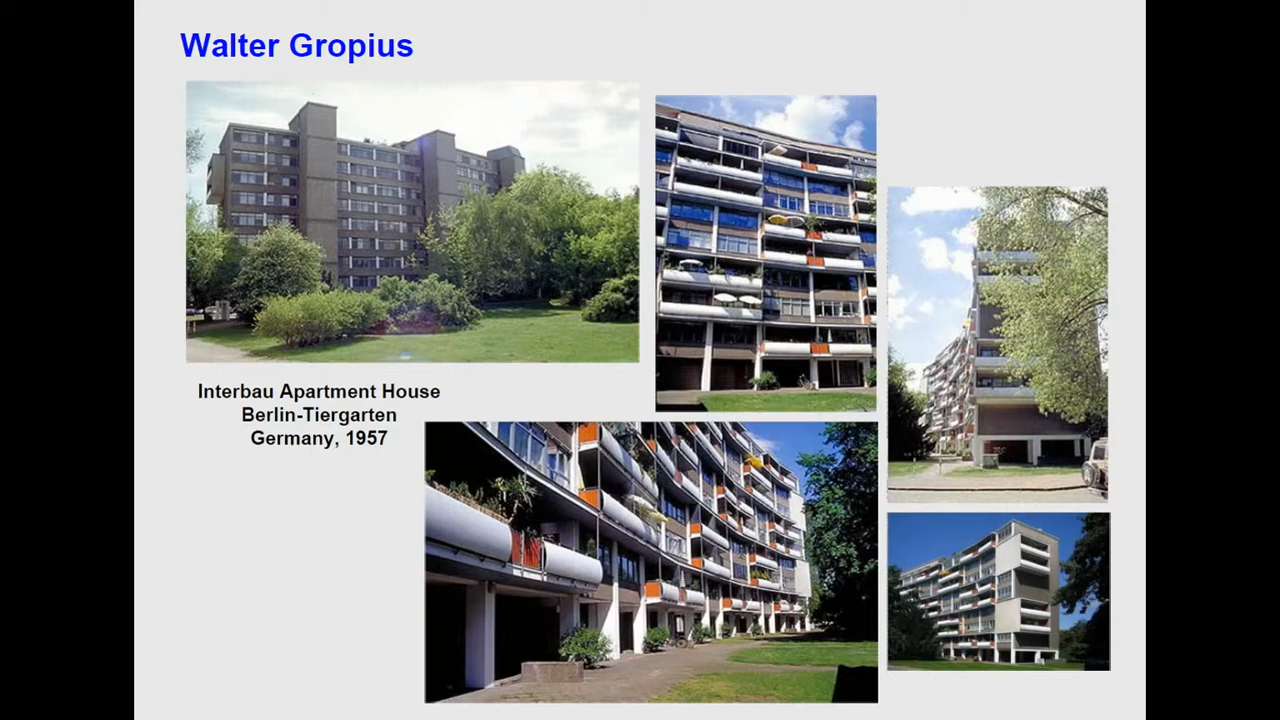 Walter Gropius
Interbau Apartment House
Berlin-Tiergarten
Germany, 1957